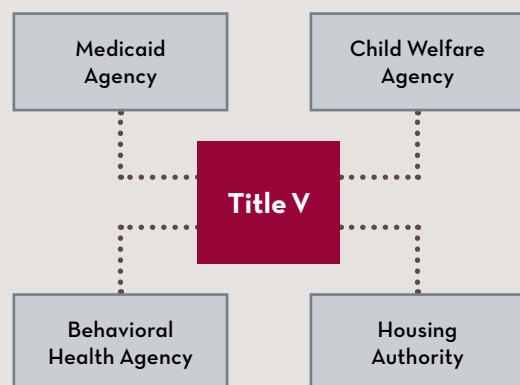 Medicaid
Agency
Child Welfare
Agency
Title V
Behavioral
Health Agency
Housing
Authority